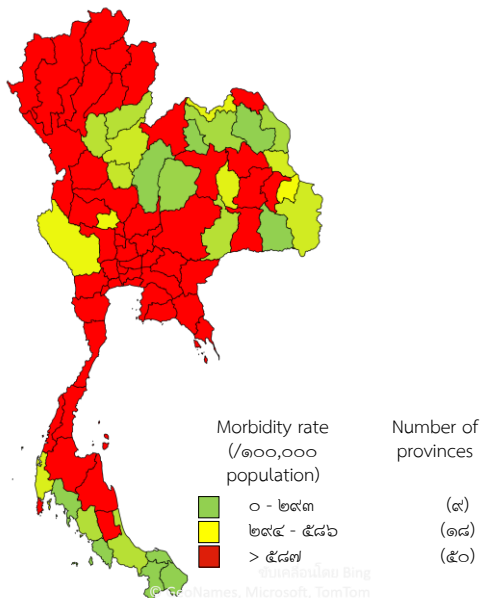 Morbidity rate
(/๑๐๐,๐๐๐
population)
Number of
provinces
๐ - ๒๙๓ (๙)
๒๙๔ - ๕๘๖ (๑๘)
> ๕๘๗ (๕๐)
ขับเคลื่อนโดย Bing
© GeoNames, Microsoft, TomTom